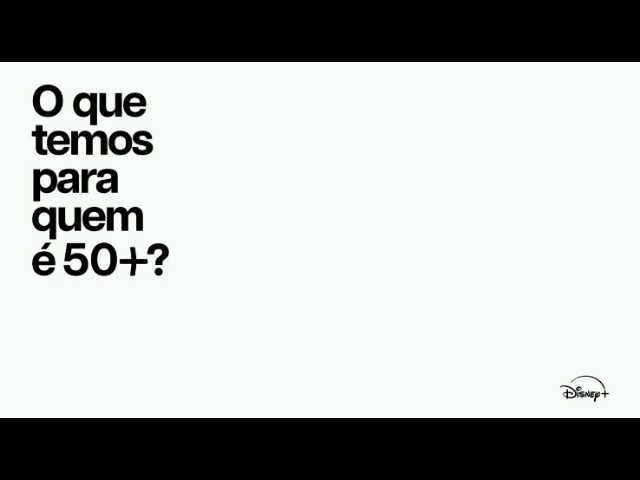 O que
temos
para
quem
é 50+?
Disney+